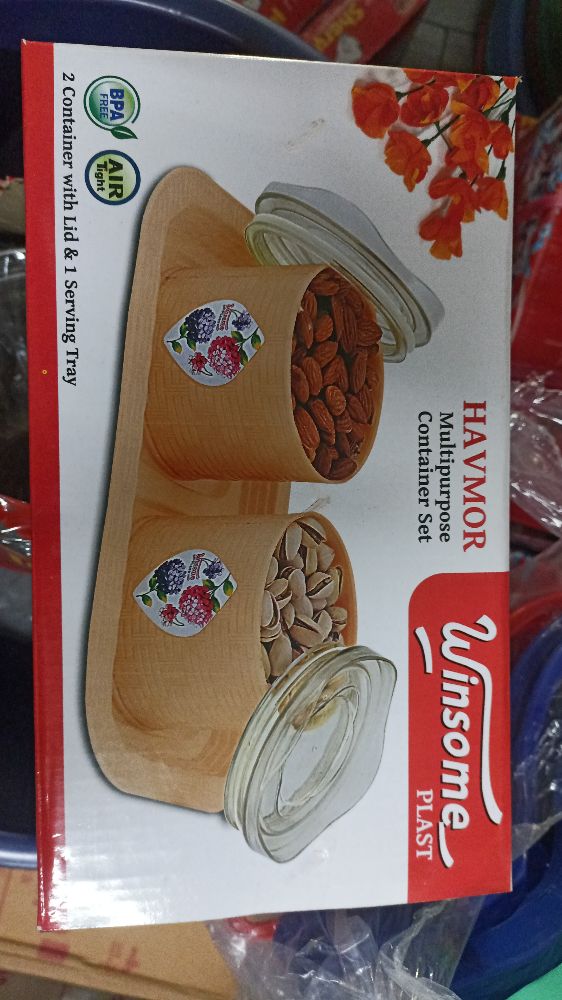 HAVMOR
Multipurpose
Container Set
Winsome
PLAST
BPA
FREE
AIR
tight
2 Container with Lid & 1 Serving Tray